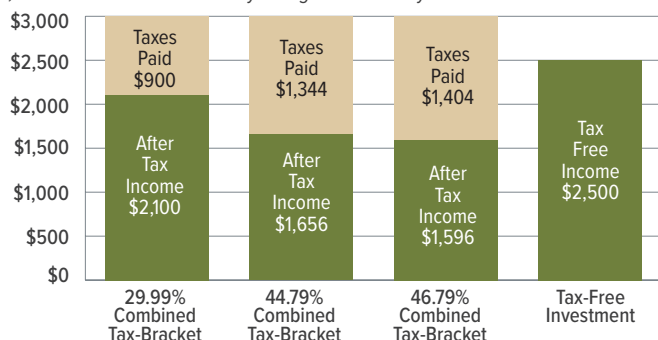 $3,000
$2,500
$2,000
$1,500
$1,000
$500
$0
Taxes
Paid
$900
After
Tax
Income
$2,100
Taxes
Paid
$1,344
After
Tax
Income
$1,656
Taxes
Paid
$1,404
After
Tax
Income
$1,596
Tax
Free
Income
$2,500
29.99%
Combined
Tax-Bracket
44.79%
Combined
Tax-Bracket
46.79%
Combined
Tax-Bracket
Tax-Free
Investment